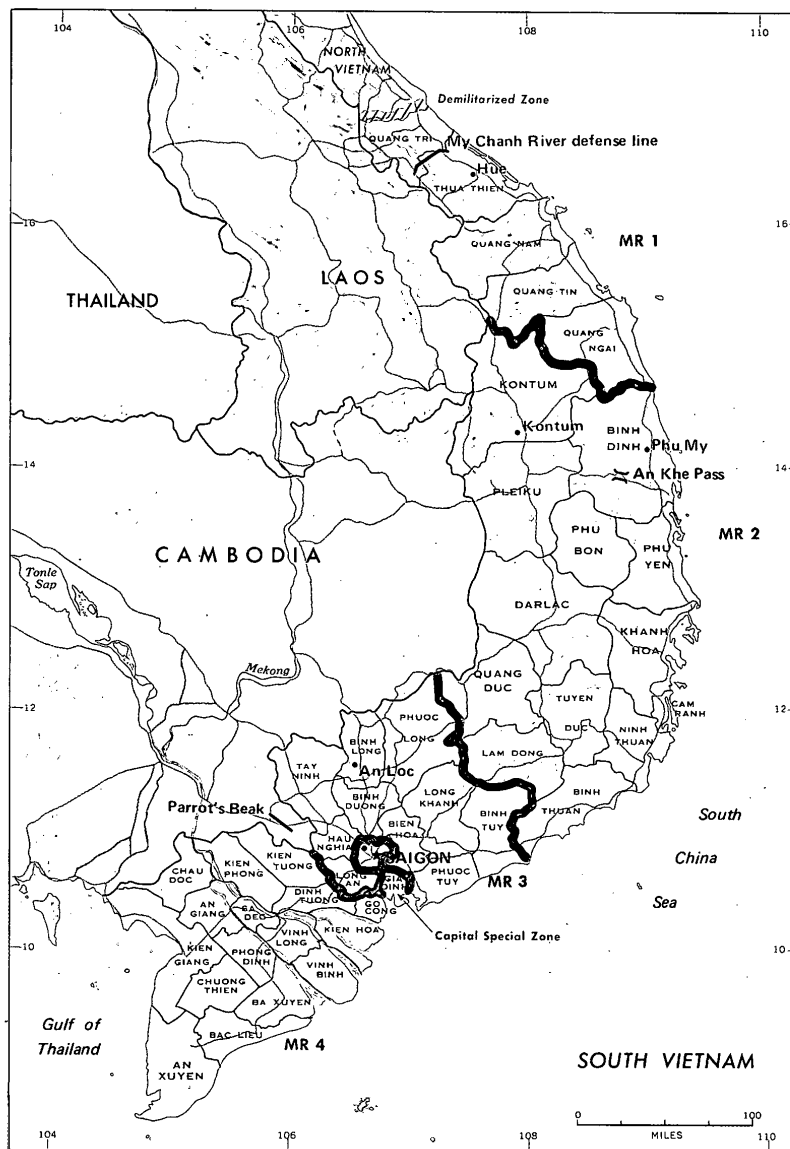 104
106
108
110
NORTH
VIETNAM
Demilitarized Zone
QUANG TRI
My Chanh River defense line
Hue
THUA THIEN
16
16
MR 1
QUANG NAM
LAOS
THAILAND
QUANG TIN
QUANG
NGAI
KONTUM
Kontum
BINH
DINH
Phu My
14
14
An Khe Pass
PLEIKU
MR 2
PHU
BON
PHU
YEN
CAMBODIA
Tonle
Sap
DARLAC
KHANH
HOA
Mekong
QUANG
DUC
TUYEN
DUC
CAM
RANH
12
12
PHUOC
LONG
NINH
THUAN
BINH
LONG
LAM DONG
TAY
NINH
An Loc
BINH
DUONG
LONG
KHANH
BINH
THUAN
Parrot's Beak
BIEN
HOA
BINH
TUY
South
China
Sea
HAU
NGHIA
SAIGON
KIEN
TUONG
KIEN
PHONG
CHAU
DOC
LONG
AN
GIA
DINH
PHUOC
TUY
MR 3
DINH
TUONG
GO
CONG
AN
GIANG
SA
DEC
Capital Special Zone
KIEN HOA
VINH
LONG
10
10
KIEN
GIANG
PHONG
DINH
VINH
BINH
CHUONG
THIEN
BA XUYEN
Gulf of
Thailand
BAC LIEU
MR 4
AN
XUYEN
SOUTH VIETNAM
0
100
MILES
104
106
108
110